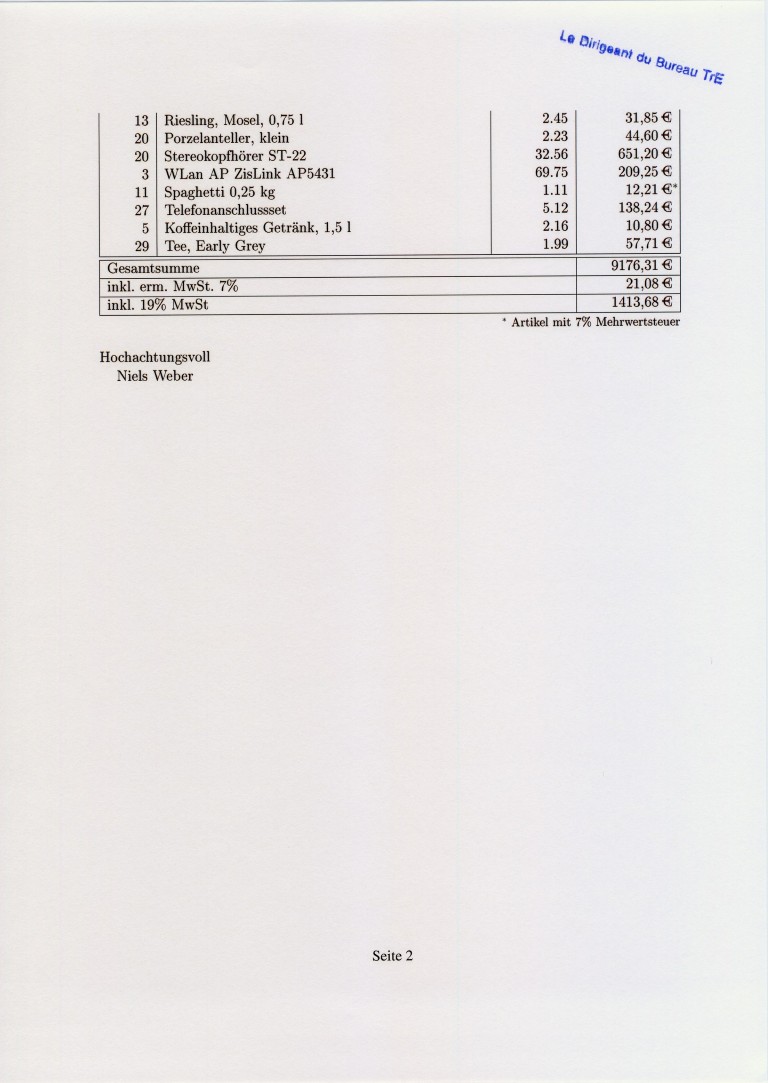 Le Dirigeant du Bureau TrE
13 Riesling, Mosel, 0,75 l 2.45 31,85 €
20 Porzelanteller, klein 2.23 44,60 €
20 Stereokopfhörer ST-22 32.56 651,20 €
3 WLan AP ZisLink AP5431 69.75 209,25 €
11 Spaghetti 0,25 kg 1.11 12,21 €*
27 Telefonanschlussset 5.12 138,24 €
5 Koffeinhaltiges Getränk, 1,5 l 2.16 10,80 €
29 Tee, Early Grey 1.99 57,71 €
Gesamtsumme 9176,31 €
inkl. erm. MwSt. 7% 21,08 €
inkl. 19% MwSt 1413,68 €
* Artikel mit 7% Mehrwertsteuer
Hochachtungsvoll
Niels Weber
Seite 2